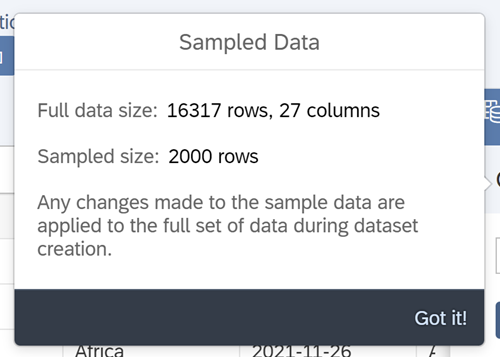 Sampled Data
Full data size: 16317 rows, 27 columns
Sampled size: 2000 rows
Any changes made to the sample data are
applied to the full set of data during dataset
creation.
Got it!
Africa
2021-11-26